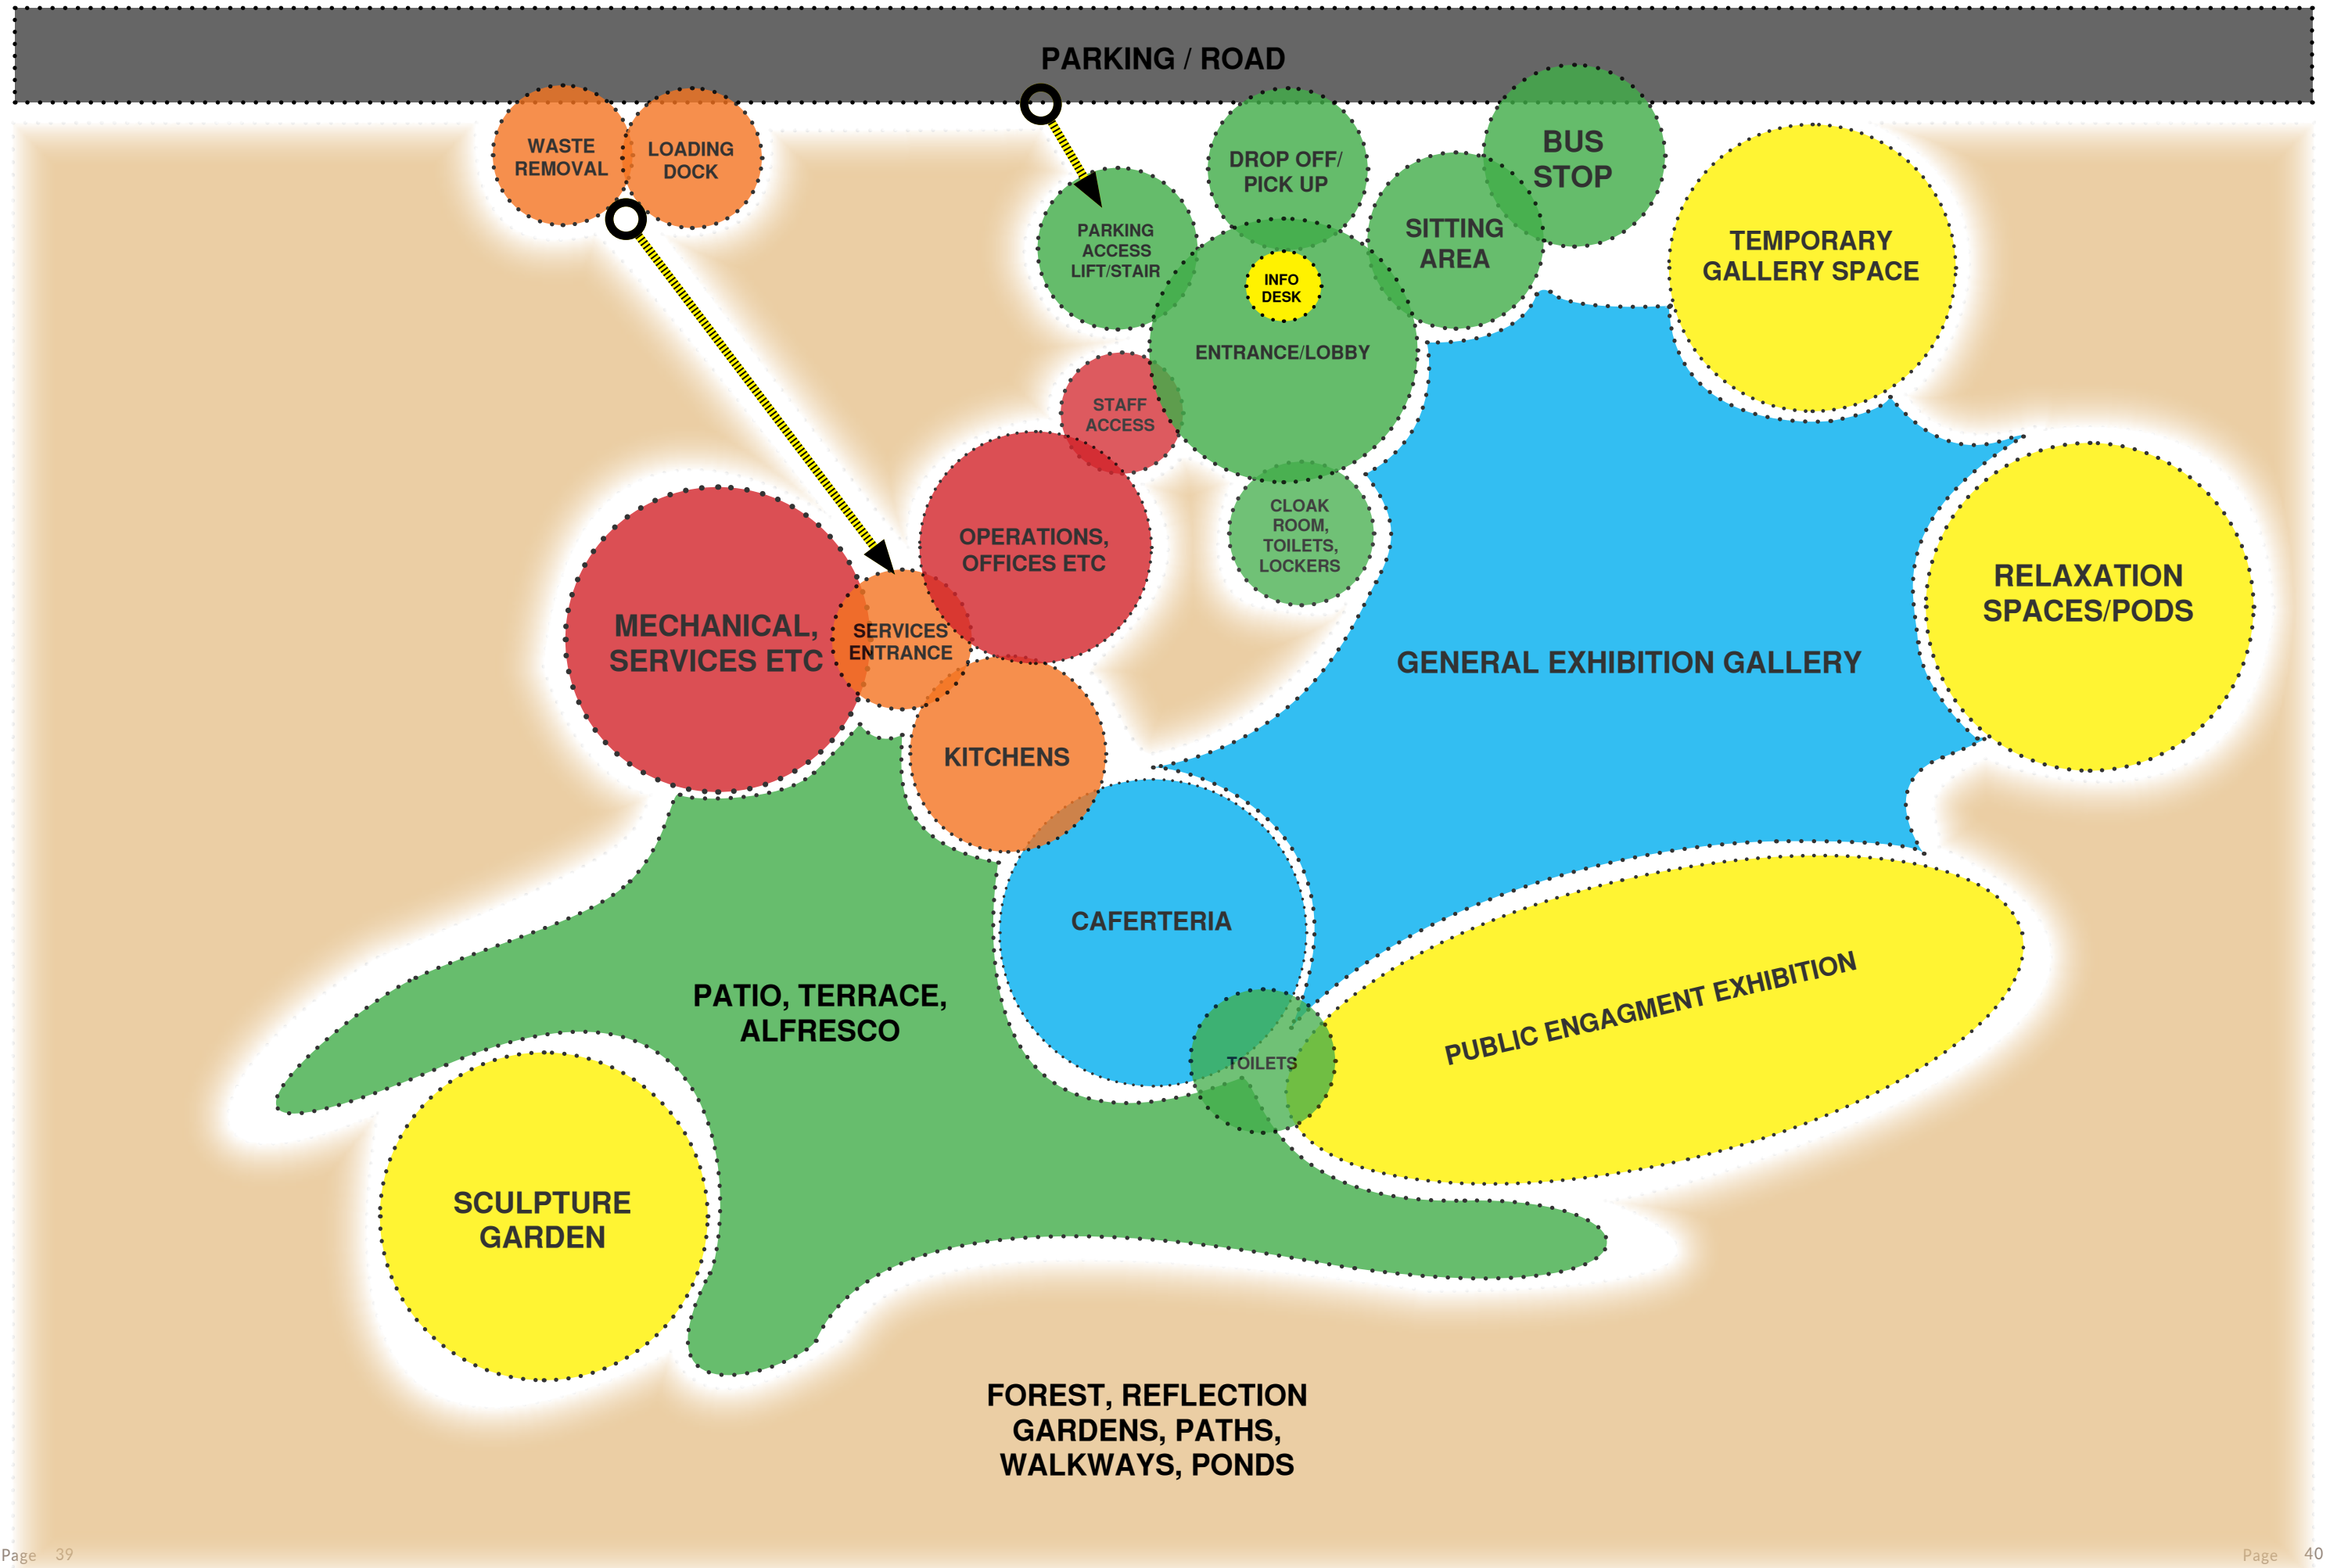 PARKING / ROAD
WASTE
REMOVAL
LOADING
DOCK
DROP OFF/
PICK UP
BUS
STOP
PARKING
ACCESS
LIFT/STAIR
SITTING
AREA
TEMPORARY
GALLERY SPACE
INFO
DESK
ENTRANCE/LOBBY
STAFF
ACCESS
CLOAK
ROOM,
TOILETS,
LOCKERS
OPERATIONS,
OFFICES ETC
MECHANICAL,
SERVICES ETC
SERVICES
ENTRANCE
RELAXATION
SPACES/PODS
GENERAL EXHIBITION GALLERY
KITCHENS
CAFERTERIA
PATIO, TERRACE,
ALFRESCO
PUBLIC ENGAGMENT EXHIBITION
TOILETS
SCULPTURE
GARDEN
FOREST, REFLECTION
GARDENS, PATHS,
WALKWAYS, PONDS
Page 39
Page 40